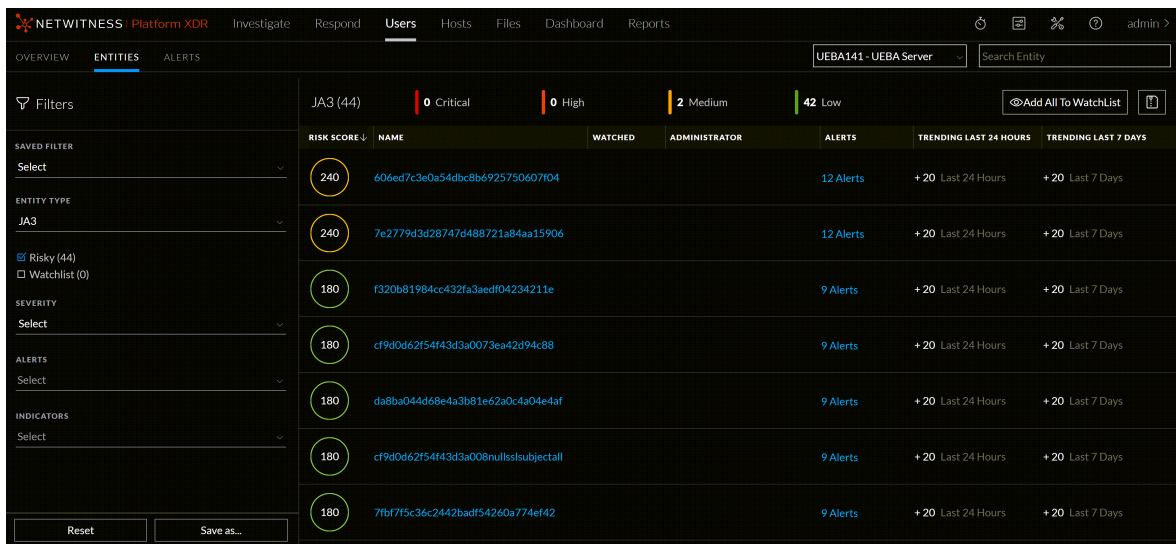 NETWITNESS Platform XDR Investigate Respond Users Hosts Files Dashboard Reports admin >
OVERVIEW ENTITIES ALERTS UEBA141 - UEBA Server Search Entity
Filters
JA3 (44) 0 Critical 0 High 2 Medium 42 Low Add All To WatchList
RISK SCORE NAME WATCHED ADMINISTRATOR ALERTS TRENDING LAST 24 HOURS TRENDING LAST 7 DAYS
SAVED FILTER
Select
ENTITY TYPE
JA3
Risky (44)
Watchlist (0)
SEVERITY
Select
ALERTS
Select
INDICATORS
Select
Reset Save as...
240 606ed7c3e0a54dbc8b6925750607f04 12 Alerts +20 Last 24 Hours +20 Last 7 Days
240 7e2779d3d28747d488721a84aa15906 12 Alerts +20 Last 24 Hours +20 Last 7 Days
180 f320b81984cc432fa3aedf04234211e 9 Alerts +20 Last 24 Hours +20 Last 7 Days
180 cf9d0d62f54f43d3a0073ea42d94c88 9 Alerts +20 Last 24 Hours +20 Last 7 Days
180 da8ba044d68e4a3b81e62a0c4a04e4af 9 Alerts +20 Last 24 Hours +20 Last 7 Days
180 cf9d0d62f54f43d3a008nullsslsubjectall 9 Alerts +20 Last 24 Hours +20 Last 7 Days
180 7fbf7f5c36c2442badf54260a774ef42 9 Alerts +20 Last 24 Hours +20 Last 7 Days